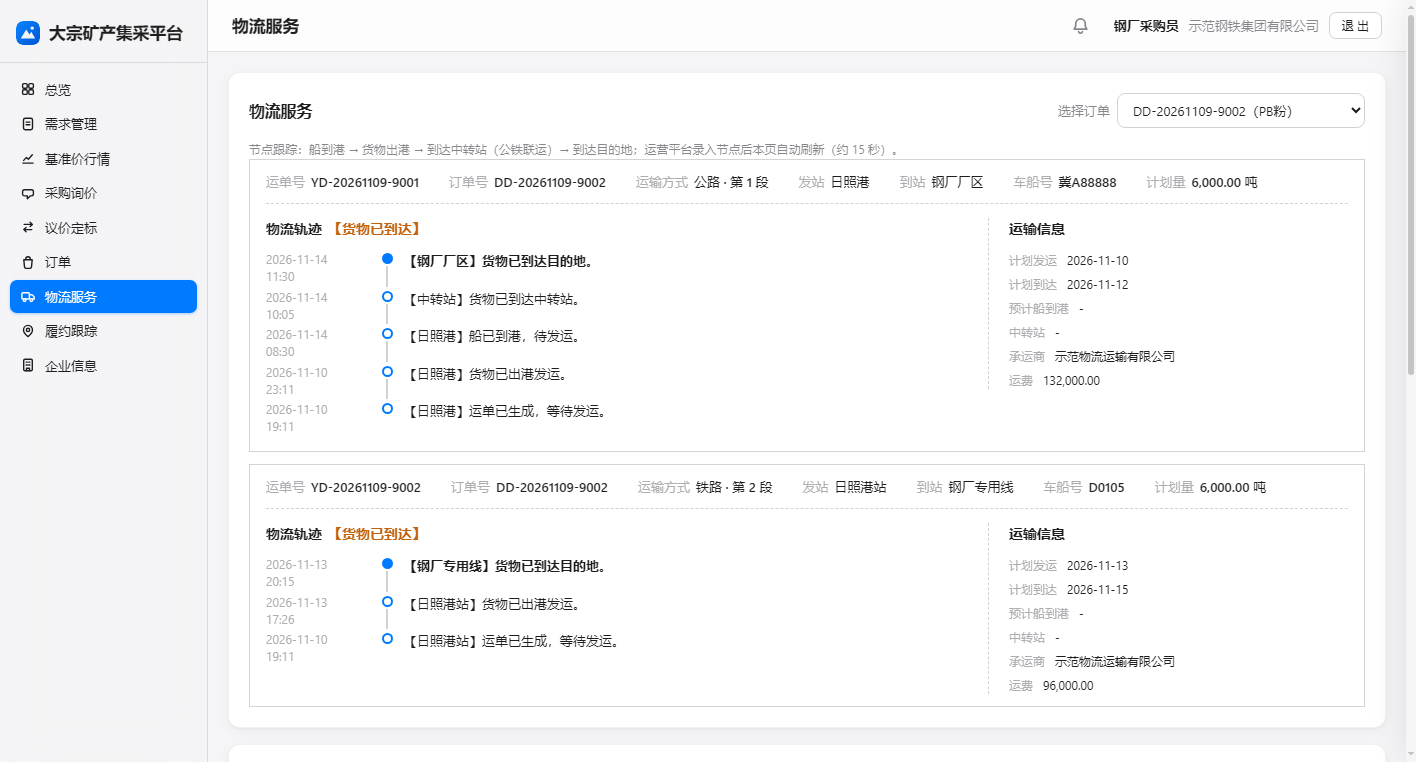 大宗矿产集采平台
物流服务
钢厂采购员 示范钢铁集团有限公司 退 出
总览
需求管理
基准价行情
采购询价
议价定标
订单
物流服务
履约跟踪
企业信息
物流服务
选择订单 DD-20261109-9002（PB粉）
节点跟踪：船到港 → 货物出港 → 到达中转站（公铁联运）→ 到达目的地；运营平台录入节点后本页自动刷新（约 15 秒）。
运单号 YD-20261109-9001 订单号 DD-20261109-9002 运输方式 公路 · 第 1 段 发站 日照港 到站 钢厂厂区 车船号 冀A88888 计划量 6,000.00 吨
物流轨迹 【货物已到达】
2026-11-14 11:30 【钢厂厂区】货物已到达目的地。
2026-11-14 10:05 【中转站】货物已到达中转站。
2026-11-14 08:30 【日照港】船已到港，待发运。
2026-11-10 23:11 【日照港】货物已出港发运。
2026-11-10 19:11 【日照港】运单已生成，等待发运。
运输信息
计划发运 2026-11-10
计划到达 2026-11-12
预计船到港 -
中转站 -
承运商 示范物流运输有限公司
运费 132,000.00
运单号 YD-20261109-9002 订单号 DD-20261109-9002 运输方式 铁路 · 第 2 段 发站 日照港站 到站 钢厂专用线 车船号 D0105 计划量 6,000.00 吨
物流轨迹 【货物已到达】
2026-11-13 20:15 【钢厂专用线】货物已到达目的地。
2026-11-13 17:26 【日照港站】货物已出港发运。
2026-11-10 19:11 【日照港站】运单已生成，等待发运。
运输信息
计划发运 2026-11-13
计划到达 2026-11-15
预计船到港 -
中转站 -
承运商 示范物流运输有限公司
运费 96,000.00